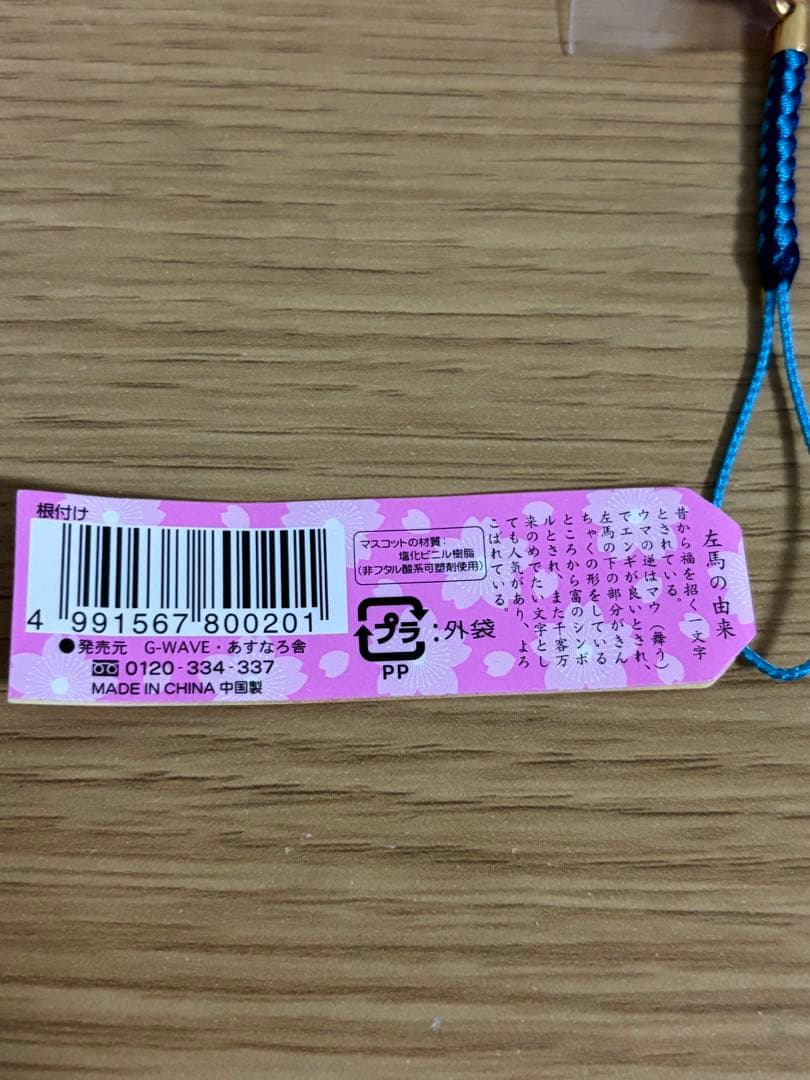 根付け
4 991567 800201
●発売元 G-WAVE・あすなろ舎
0120-334-337
MADE IN CHINA 中国製
マスコットの材質:
塩化ビニル樹脂
(非フタル酸系可塑剤使用)
プラ:外袋
PP
左馬の由来
昔から福を招く一文字
とされている。
ウマの逆はマウ(舞う)
でエンギが良いとされ、
左馬の下の部分がきん
ちゃくの形をしている
ところから富のシンボ
ルとされ、また千客万
来のめでたい文字とし
ても人気があり、よろ
こばれている。